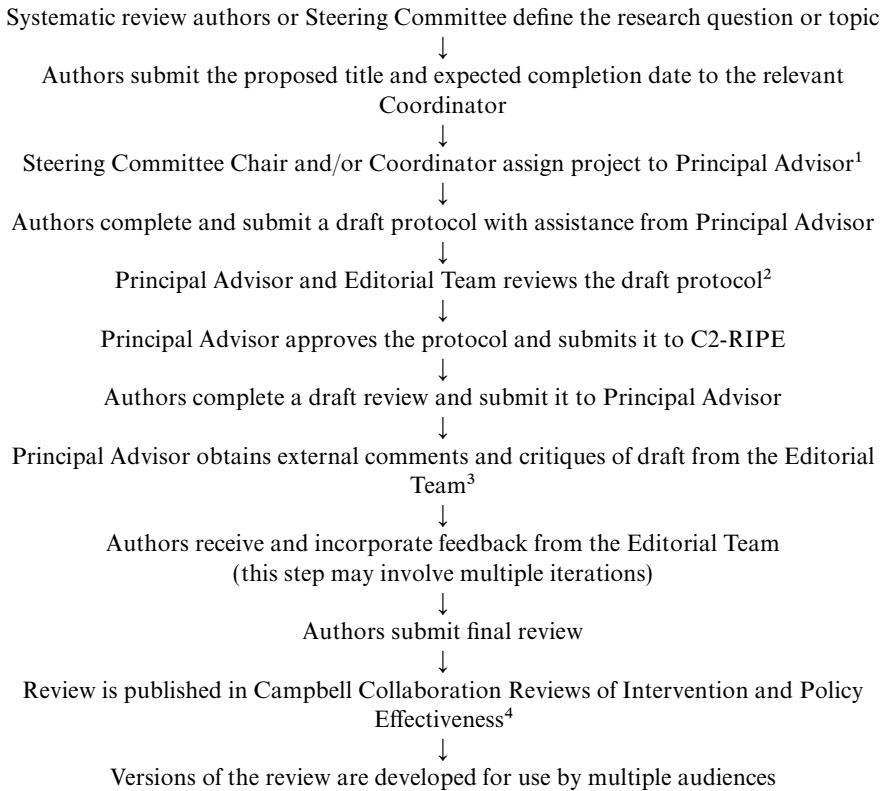 Systematic review authors or Steering Committee define the research question or topic
↓
Authors submit the proposed title and expected completion date to the relevant
Coordinator
↓
Steering Committee Chair and/or Coordinator assign project to Principal Advisor¹
↓
Authors complete and submit a draft protocol with assistance from Principal Advisor
↓
Principal Advisor and Editorial Team reviews the draft protocol²
↓
Principal Advisor approves the protocol and submits it to C2-RIPE
↓
Authors complete a draft review and submit it to Principal Advisor
↓
Principal Advisor obtains external comments and critiques of draft from the Editorial
Team³
↓
Authors receive and incorporate feedback from the Editorial Team
(this step may involve multiple iterations)
↓
Authors submit final review
↓
Review is published in Campbell Collaboration Reviews of Intervention and Policy
Effectiveness⁴
↓
Versions of the review are developed for use by multiple audiences